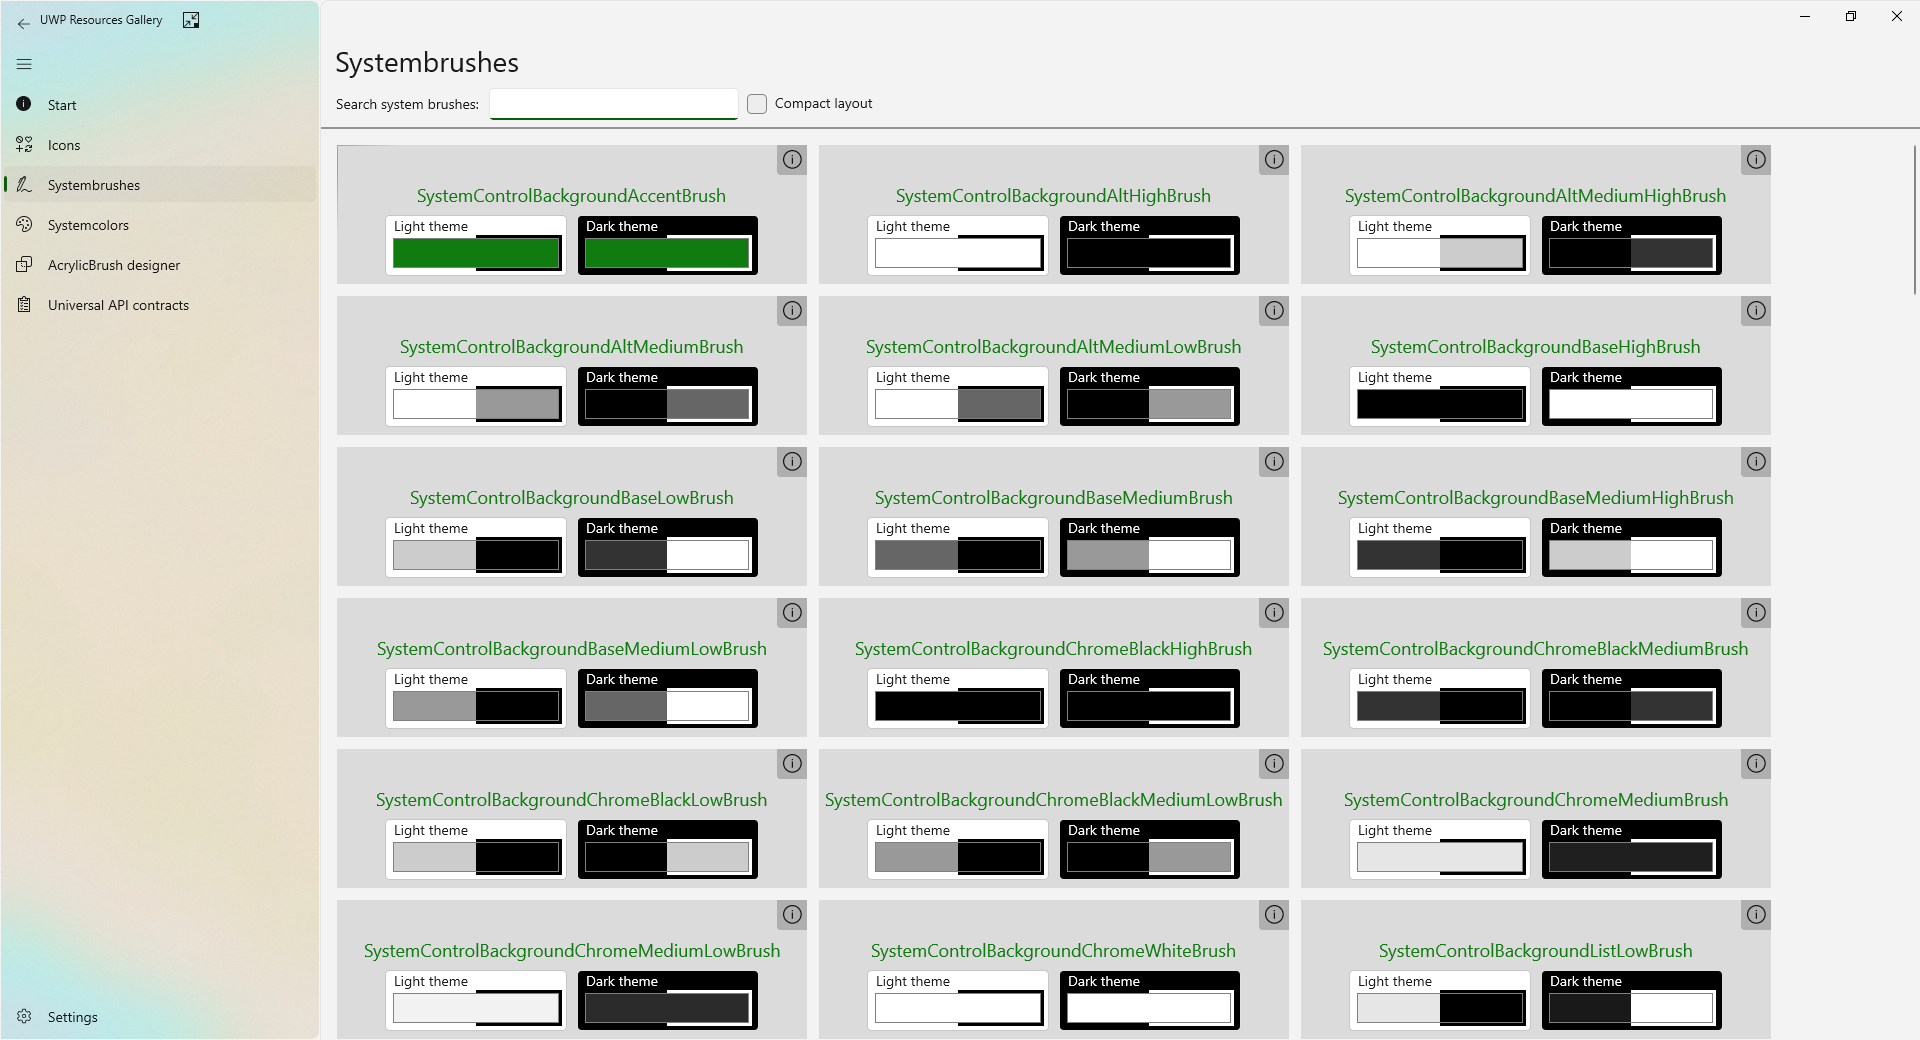 UWP Resources Gallery
Start
Icons
Systembrushes
Systemcolors
AcrylicBrush designer
Universal API contracts
Settings
Systembrushes
Search system brushes:
Compact layout
SystemControlBackgroundAccentBrush
Light theme
Dark theme
SystemControlBackgroundAltHighBrush
Light theme
Dark theme
SystemControlBackgroundAltMediumHighBrush
Light theme
Dark theme
SystemControlBackgroundAltMediumBrush
Light theme
Dark theme
SystemControlBackgroundAltMediumLowBrush
Light theme
Dark theme
SystemControlBackgroundBaseHighBrush
Light theme
Dark theme
SystemControlBackgroundBaseLowBrush
Light theme
Dark theme
SystemControlBackgroundBaseMediumBrush
Light theme
Dark theme
SystemControlBackgroundBaseMediumHighBrush
Light theme
Dark theme
SystemControlBackgroundBaseMediumLowBrush
Light theme
Dark theme
SystemControlBackgroundChromeBlackHighBrush
Light theme
Dark theme
SystemControlBackgroundChromeBlackMediumBrush
Light theme
Dark theme
SystemControlBackgroundChromeBlackLowBrush
Light theme
Dark theme
SystemControlBackgroundChromeBlackMediumLowBrush
Light theme
Dark theme
SystemControlBackgroundChromeMediumBrush
Light theme
Dark theme
SystemControlBackgroundChromeMediumLowBrush
Light theme
Dark theme
SystemControlBackgroundChromeWhiteBrush
Light theme
Dark theme
SystemControlBackgroundListLowBrush
Light theme
Dark theme